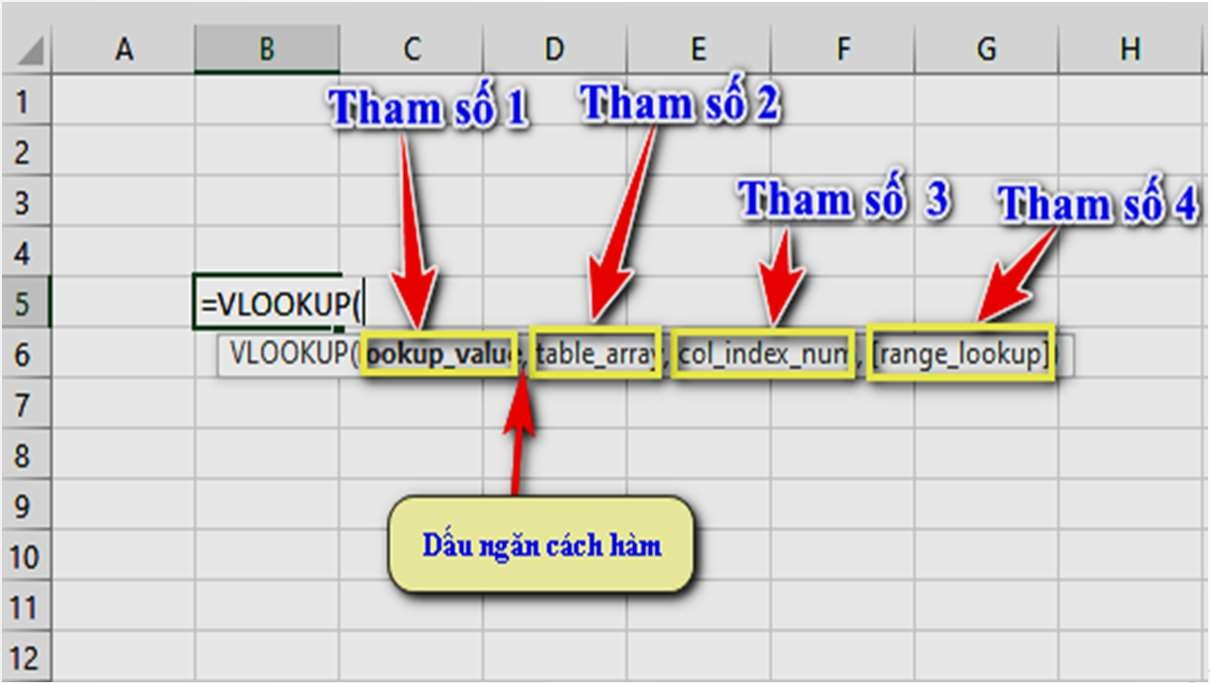 A B C D E F G H
1
Tham số 1
Tham số 2
2
3
Tham số 3
Tham số 4
4
5
=VLOOKUP(
6
VLOOKUP(lookup_value, table_array, col_index_num, [range_lookup])
7
8
9
10
Dấu ngăn cách hàm
11
12